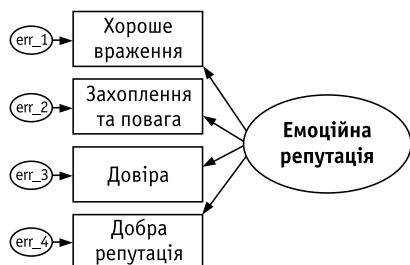 err_1
Хороше
враження
err_2
Захоплення
та повага
Емоційна
репутація
err_3
Довіра
err_4
Добра
репутація